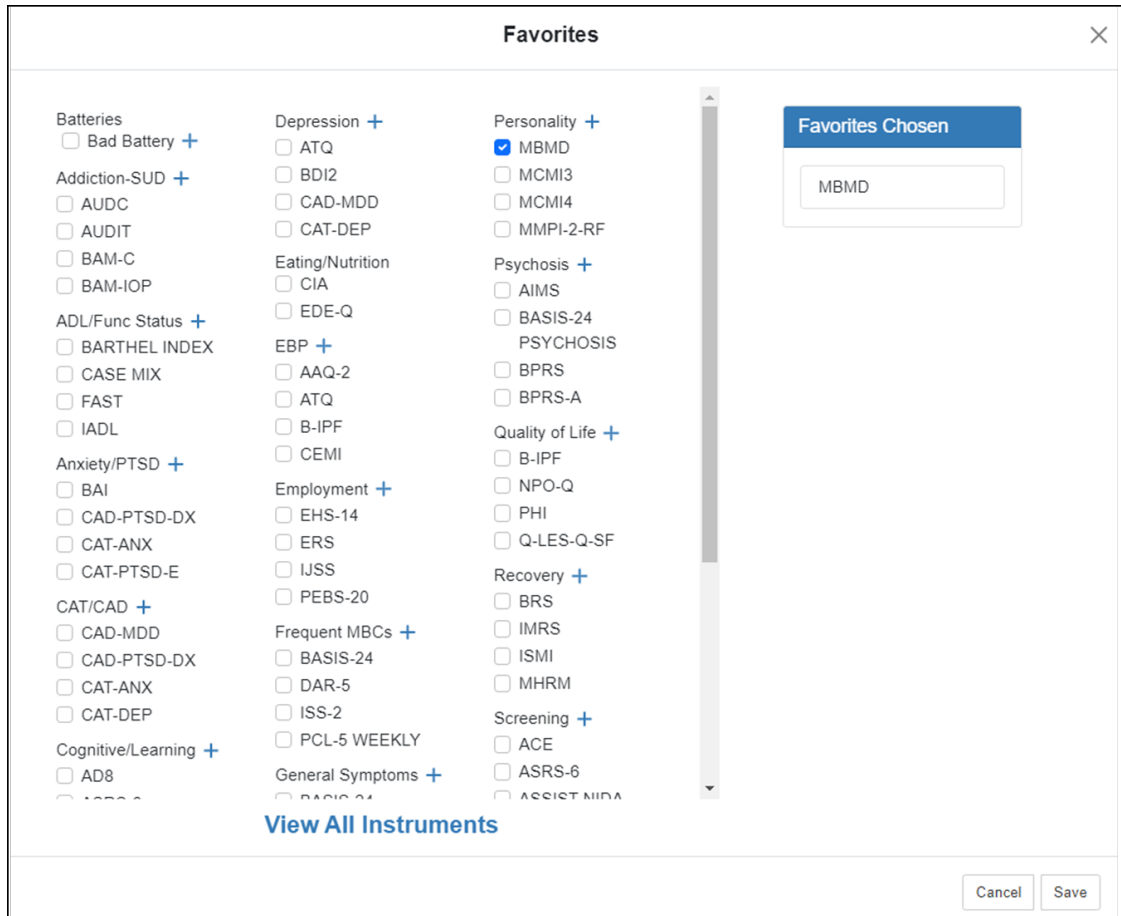 Favorites
Batteries
Bad Battery +
Addiction-SUD +
AUDC
AUDIT
BAM-C
BAM-IOP
ADL/Func Status +
BARTHEL INDEX
CASE MIX
FAST
IADL
Anxiety/PTSD +
BAI
CAD-PTSD-DX
CAT-ANX
CAT-PTSD-E
CAT/CAD +
CAD-MDD
CAD-PTSD-DX
CAT-ANX
CAT-DEP
Cognitive/Learning +
AD8
Depression +
ATQ
BDI2
CAD-MDD
CAT-DEP
Eating/Nutrition
CIA
EDE-Q
EBP +
AAQ-2
ATQ
B-IPF
CEMI
Employment +
EHS-14
ERS
IJSS
PEBS-20
Frequent MBCs +
BASIS-24
DAR-5
ISS-2
PCL-5 WEEKLY
General Symptoms +
BASIS-24
Personality +
MBMD
MCMI3
MCMI4
MMPI-2-RF
Psychosis +
AIMS
BASIS-24
PSYCHOSIS
BPRS
BPRS-A
Quality of Life +
B-IPF
NPO-Q
PHI
Q-LES-Q-SF
Recovery +
BRS
IMRS
ISMI
MHRM
Screening +
ACE
ASRS-6
ASSIST-NIDA
Favorites Chosen
MBMD
View All Instruments
Cancel
Save